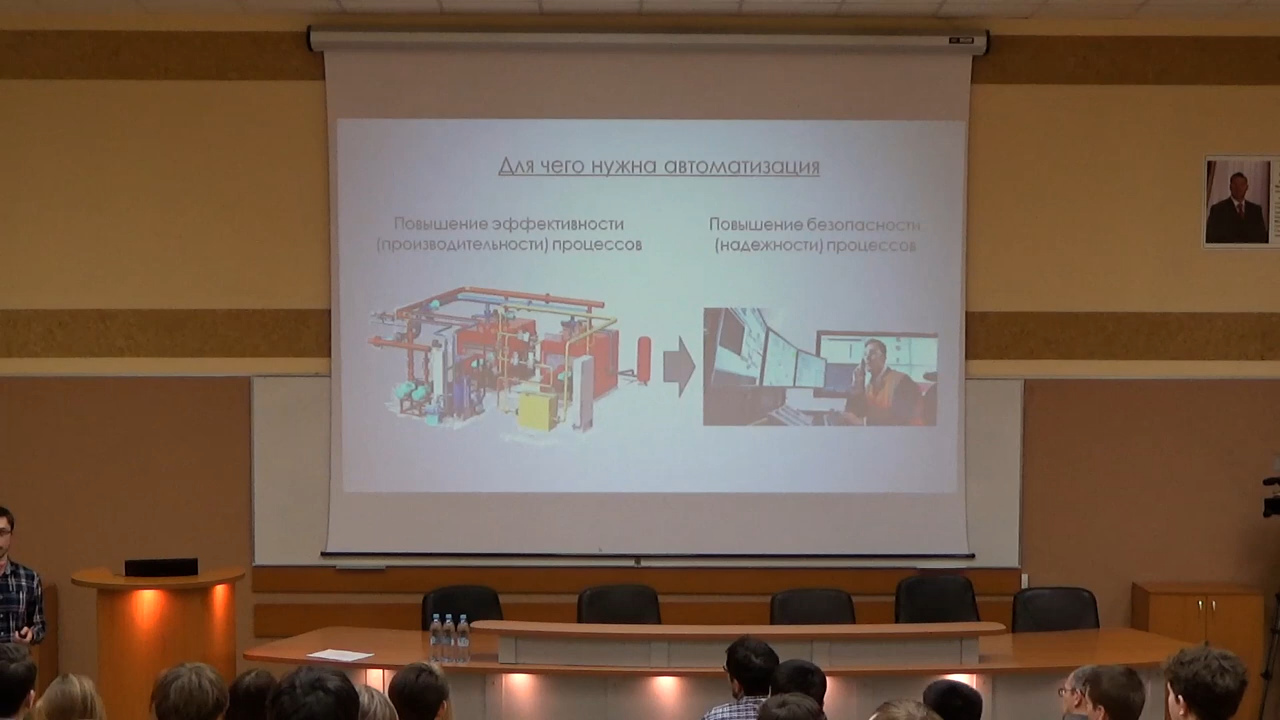 Для чего нужна автоматизация
Повышение эффективности
(производительности) процессов
Повышение безопасности
(надежности) процессов